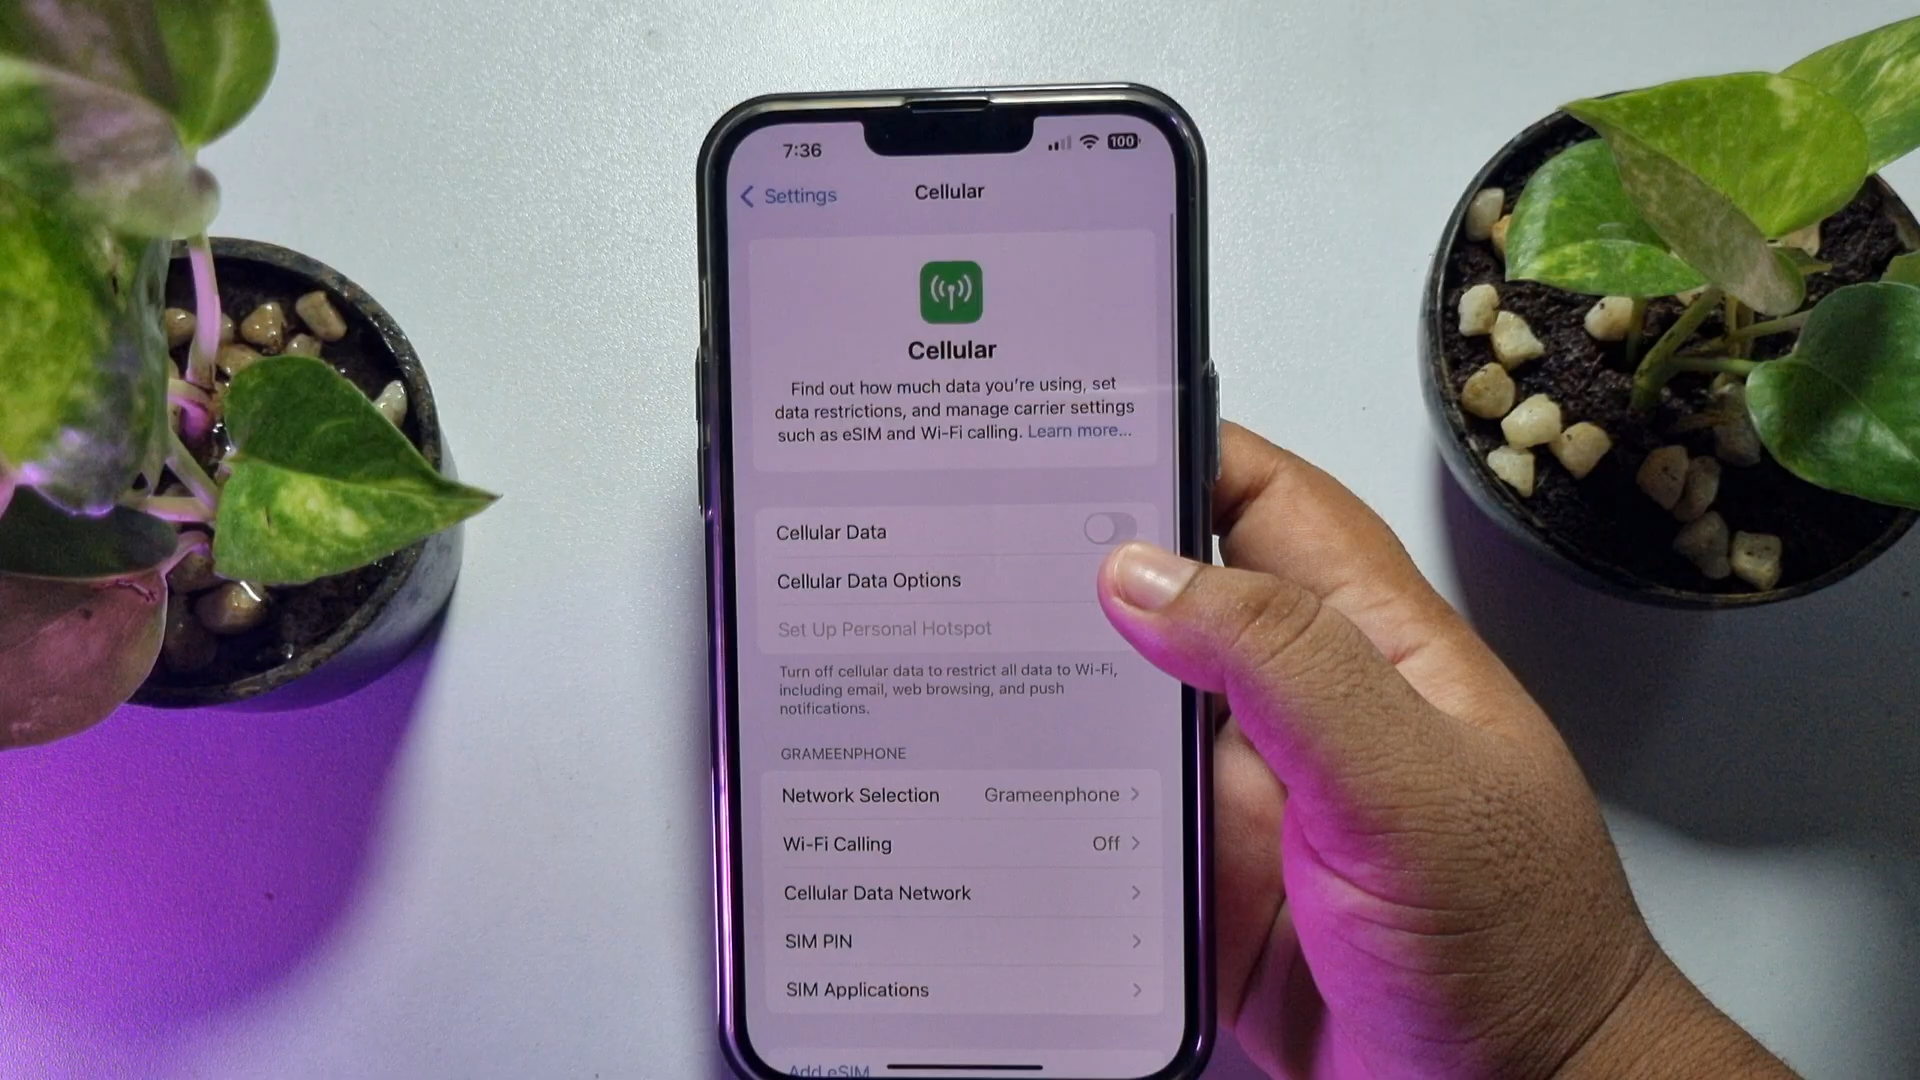 7:36
100
Settings
Cellular
Cellular
Find out how much data you're using, set
data restrictions, and manage carrier settings
such as eSIM and Wi-Fi calling. Learn more...
Cellular Data
Cellular Data Options
Set Up Personal Hotspot
Turn off cellular data to restrict all data to Wi-Fi,
including email, web browsing, and push
notifications.
GRAMEENPHONE
Network Selection Grameenphone
Wi-Fi Calling Off
Cellular Data Network
SIM PIN
SIM Applications
Add eSIM